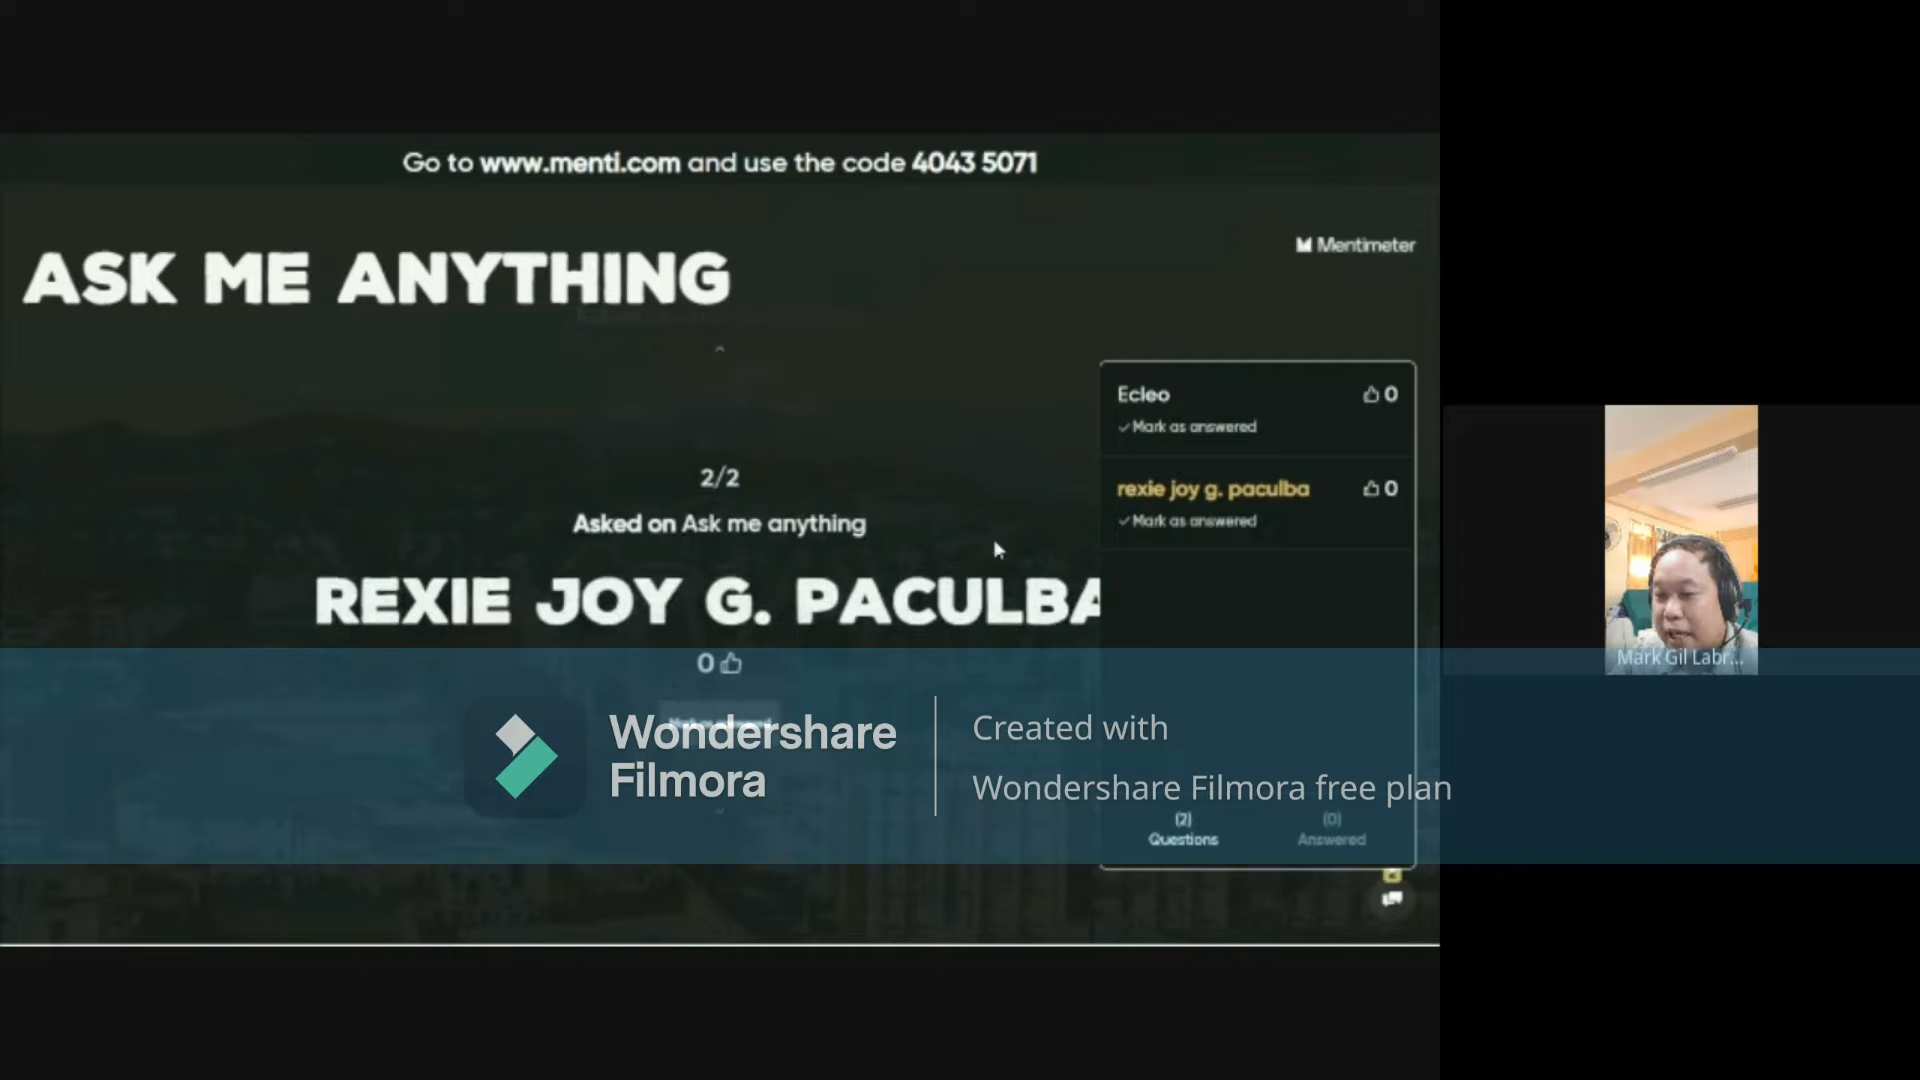 Go to www.menti.com and use the code 4043 5071
Mentimeter
ASK ME ANYTHING
2/2
Asked on Ask me anything
REXIE JOY G. PACULBA
0
Ecleo
0
Mark as answered
rexie joy g. paculba
0
Mark as answered
(2)
Questions
(0)
Answered
Wondershare
Filmora
Created with
Wondershare Filmora free plan
Mark Gil Labr...